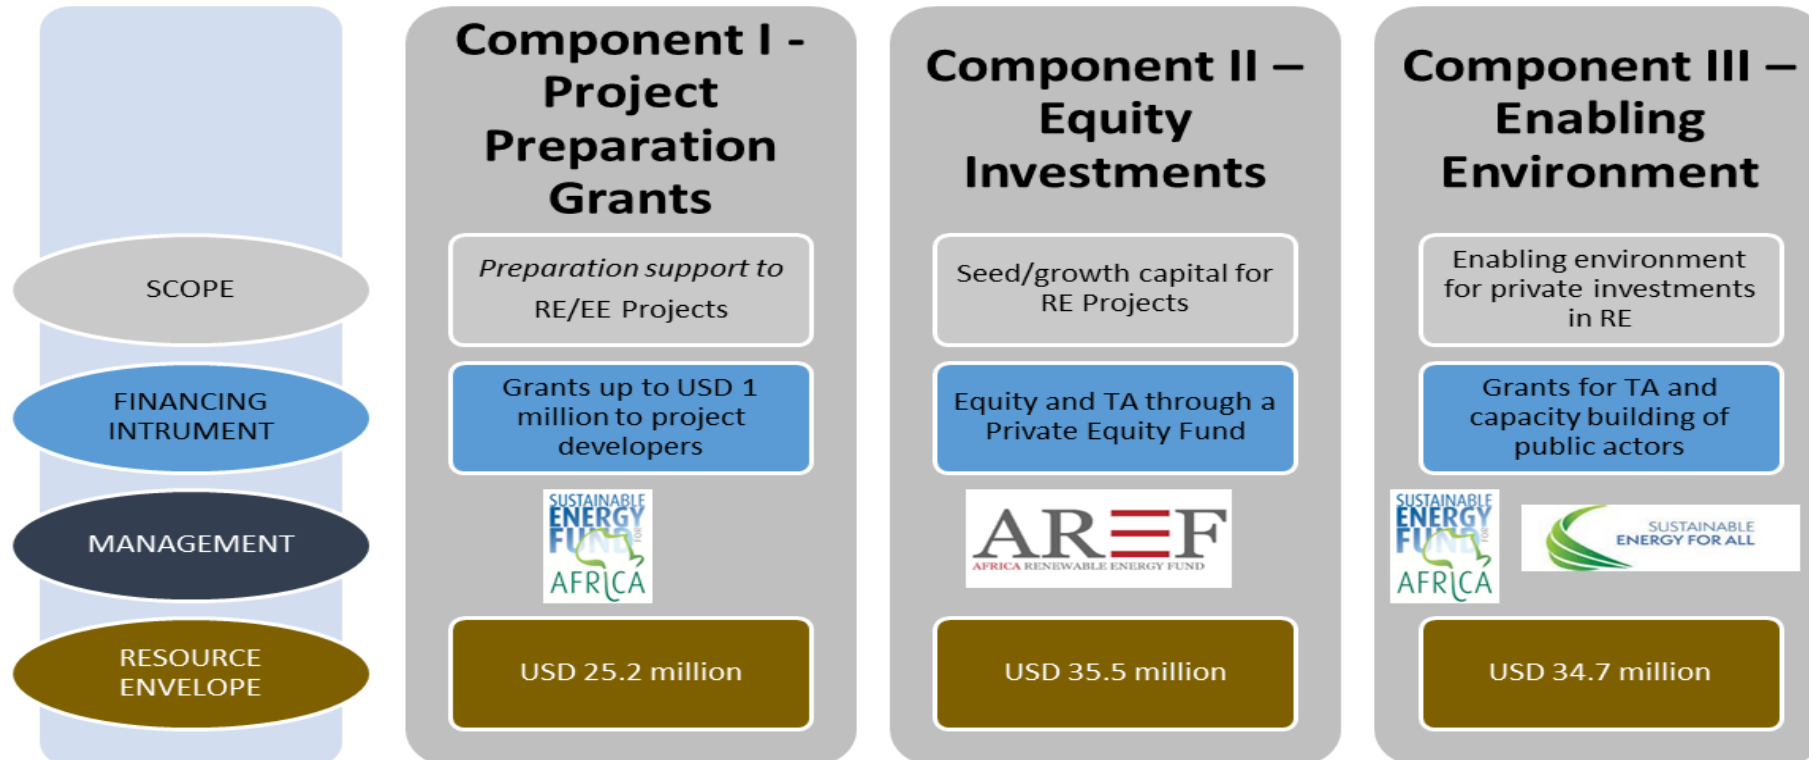 Component I -
Project
Preparation
Grants
Component II –
Equity
Investments
Component III –
Enabling
Environment
SCOPE
Preparation support to
RE/EE Projects
Seed/growth capital for
RE Projects
Enabling environment
for private investments
in RE
FINANCING
INTRUMENT
Grants up to USD 1
million to project
developers
Equity and TA through a
Private Equity Fund
Grants for TA and
capacity building of
public actors
MANAGEMENT
SUSTAINABLE
ENERGY
FUND FOR
AFRICA
AREF
AFRICA RENEWABLE ENERGY FUND
SUSTAINABLE
ENERGY
FUND FOR
AFRICA
SUSTAINABLE
ENERGY FOR ALL
RESOURCE
ENVELOPE
USD 25.2 million
USD 35.5 million
USD 34.7 million